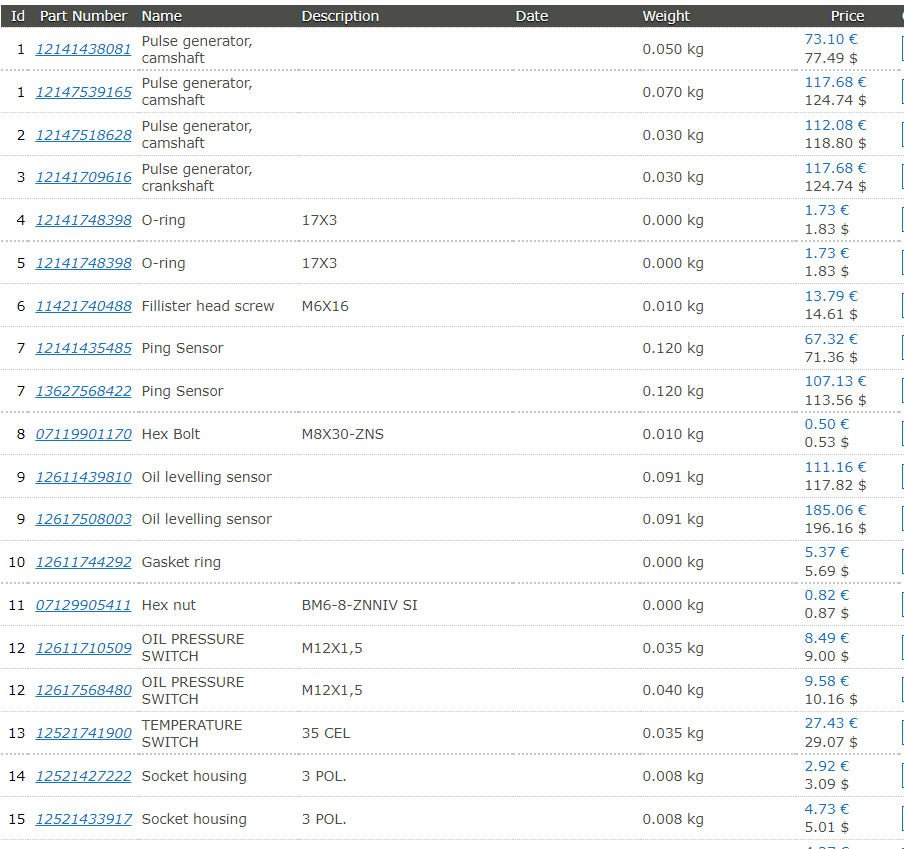 Id Part Number Name Description Date Weight Price
1 12141438081 Pulse generator, camshaft 0.050 kg 73.10 € 77.49 $
1 12147539165 Pulse generator, camshaft 0.070 kg 117.68 € 124.74 $
2 12147518628 Pulse generator, camshaft 0.030 kg 112.08 € 118.80 $
3 12141709616 Pulse generator, crankshaft 0.030 kg 117.68 € 124.74 $
4 12141748398 O-ring 17X3 0.000 kg 1.73 € 1.83 $
5 12141748398 O-ring 17X3 0.000 kg 1.73 € 1.83 $
6 11421740488 Fillister head screw M6X16 0.010 kg 13.79 € 14.61 $
7 12141435485 Ping Sensor 0.120 kg 67.32 € 71.36 $
7 13627568422 Ping Sensor 0.120 kg 107.13 € 113.56 $
8 07119901170 Hex Bolt M8X30-ZNS 0.010 kg 0.50 € 0.53 $
9 12611439810 Oil levelling sensor 0.091 kg 111.16 € 117.82 $
9 12617508003 Oil levelling sensor 0.091 kg 185.06 € 196.16 $
10 12611744292 Gasket ring 0.000 kg 5.37 € 5.69 $
11 07129905411 Hex nut BM6-8-ZNNIV SI 0.000 kg 0.82 € 0.87 $
12 12611710509 OIL PRESSURE SWITCH M12X1,5 0.035 kg 8.49 € 9.00 $
12 12617568480 OIL PRESSURE SWITCH M12X1,5 0.040 kg 9.58 € 10.16 $
13 12521741900 TEMPERATURE SWITCH 35 CEL 0.035 kg 27.43 € 29.07 $
14 12521427222 Socket housing 3 POL. 0.008 kg 2.92 € 3.09 $
15 12521433917 Socket housing 3 POL. 0.008 kg 4.73 € 5.01 $